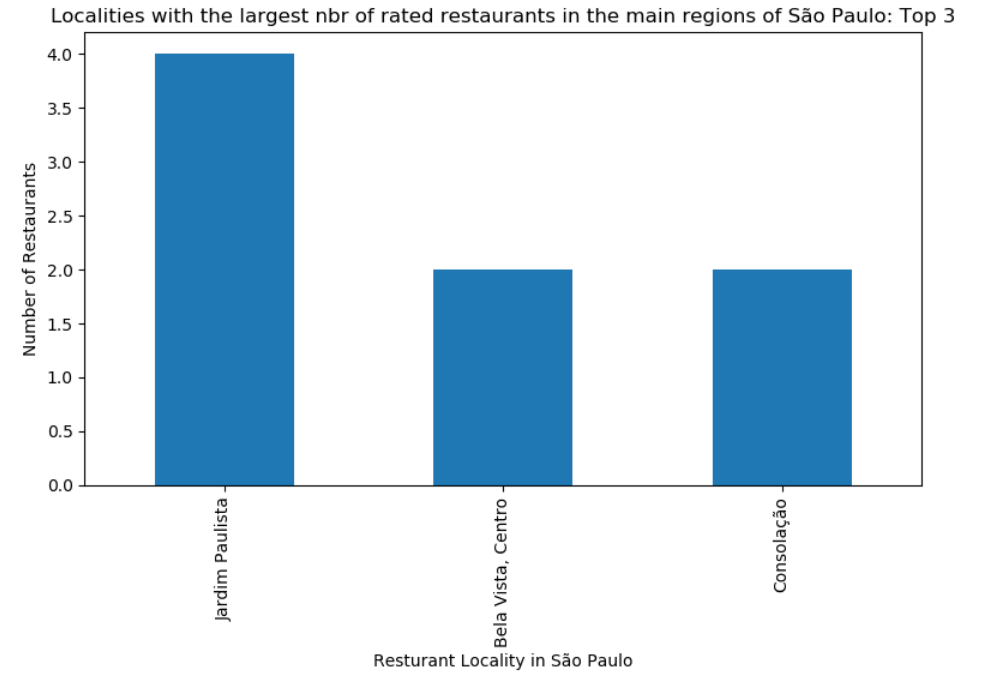 Localities with the largest nbr of rated restaurants in the main regions of São Paulo: Top 3
Number of Restaurants
4.0
3.5
3.0
2.5
2.0
1.5
1.0
0.5
0.0
Jardim Paulista
Bela Vista, Centro
Consolação
Resturant Locality in São Paulo